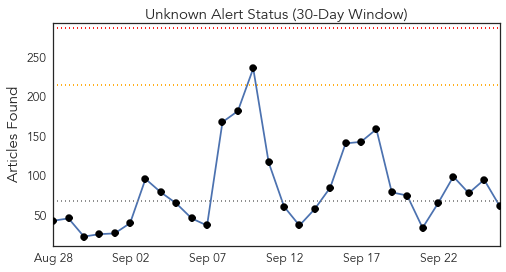 Unknown Alert Status (30-Day Window)
Articles Found
250
200
150
100
50
Aug 28 Sep 02 Sep 07 Sep 12 Sep 17 Sep 22